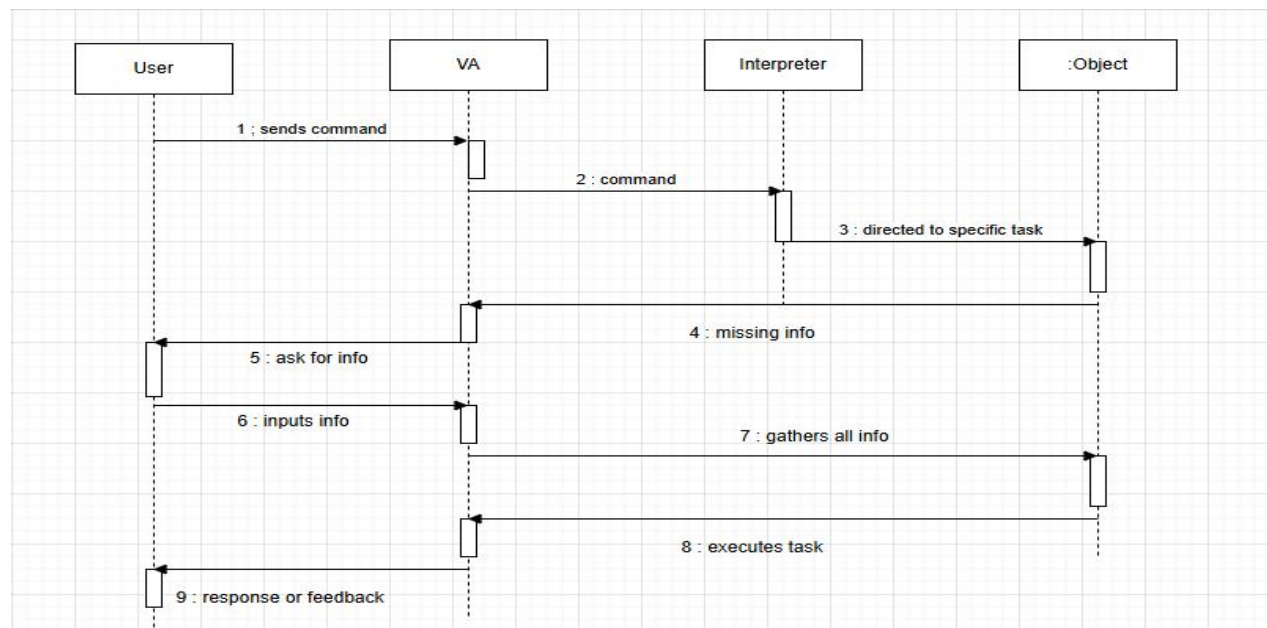 User
VA
Interpreter
:Object
1 ; sends command
2 : command
3 : directed to specific task
4 : missing info
5 : ask for info
6 : inputs info
7 : gathers all info
8 : executes task
9 : response or feedback